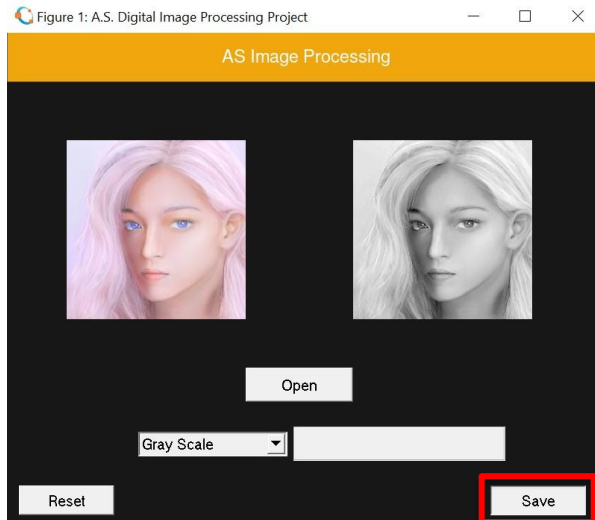 Figure 1: A.S. Digital Image Processing Project
AS Image Processing
Open
Gray Scale
Reset
Save